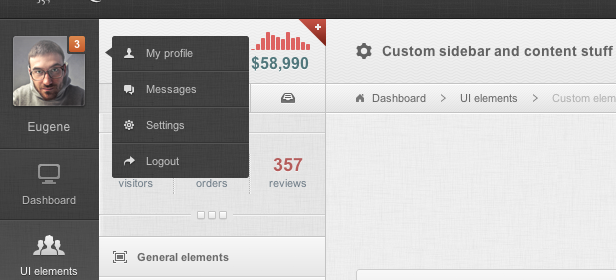 3
Eugene
Dashboard
UI elements
My profile
Messages
Settings
Logout
$58,990
visitors
orders
357
reviews
General elements
Custom sidebar and content stuff
Dashboard
UI elements
Custom elem